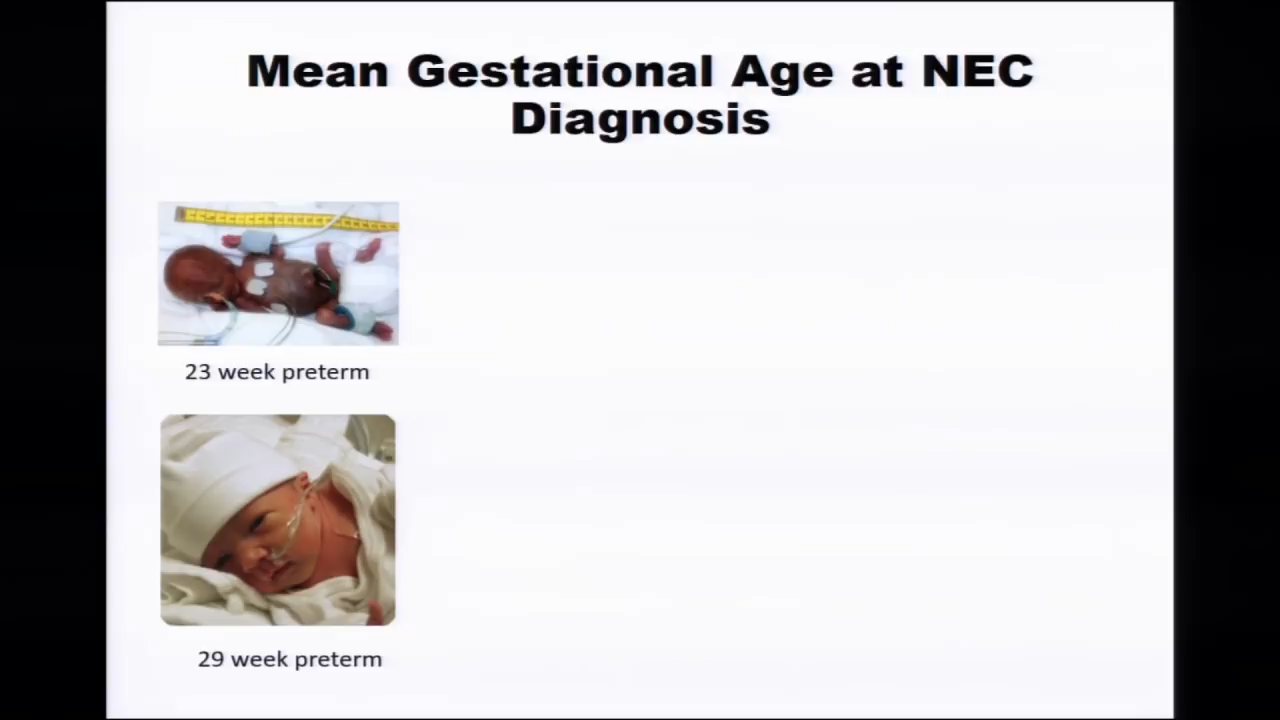 Mean Gestational Age at NEC
Diagnosis
23 week preterm
29 week preterm